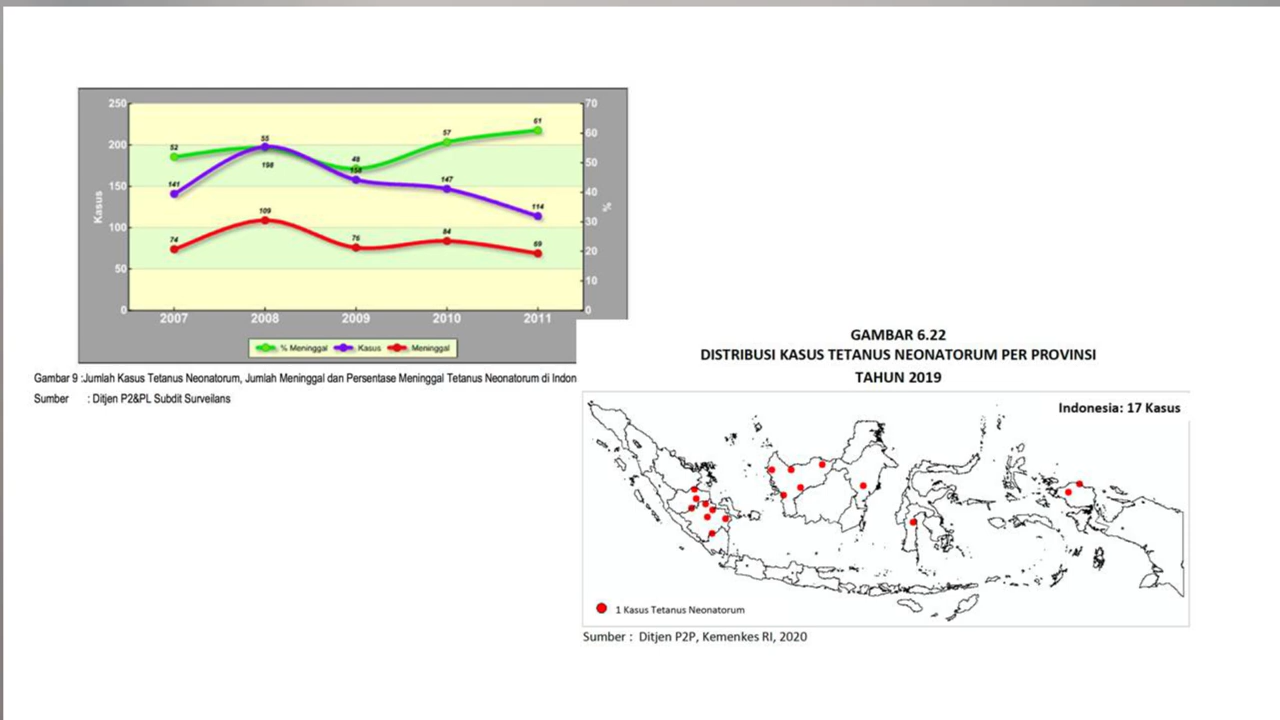 250
200
150
100
50
0
Kasus
70
60
50
40
30
20
10
0
%
52
55
48
57
61
141
198
158
147
114
74
109
76
84
69
2007 2008 2009 2010 2011
% Meninggal Kasus Meninggal
Gambar 9 :Jumlah Kasus Tetanus Neonatorum, Jumlah Meninggal dan Persentase Meninggal Tetanus Neonatorum di Indon
Sumber : Ditjen P2&PL Subdit Surveilans
GAMBAR 6.22
DISTRIBUSI KASUS TETANUS NEONATORUM PER PROVINSI
TAHUN 2019
Indonesia: 17 Kasus
1 Kasus Tetanus Neonatorum
Sumber : Ditjen P2P, Kemenkes RI, 2020